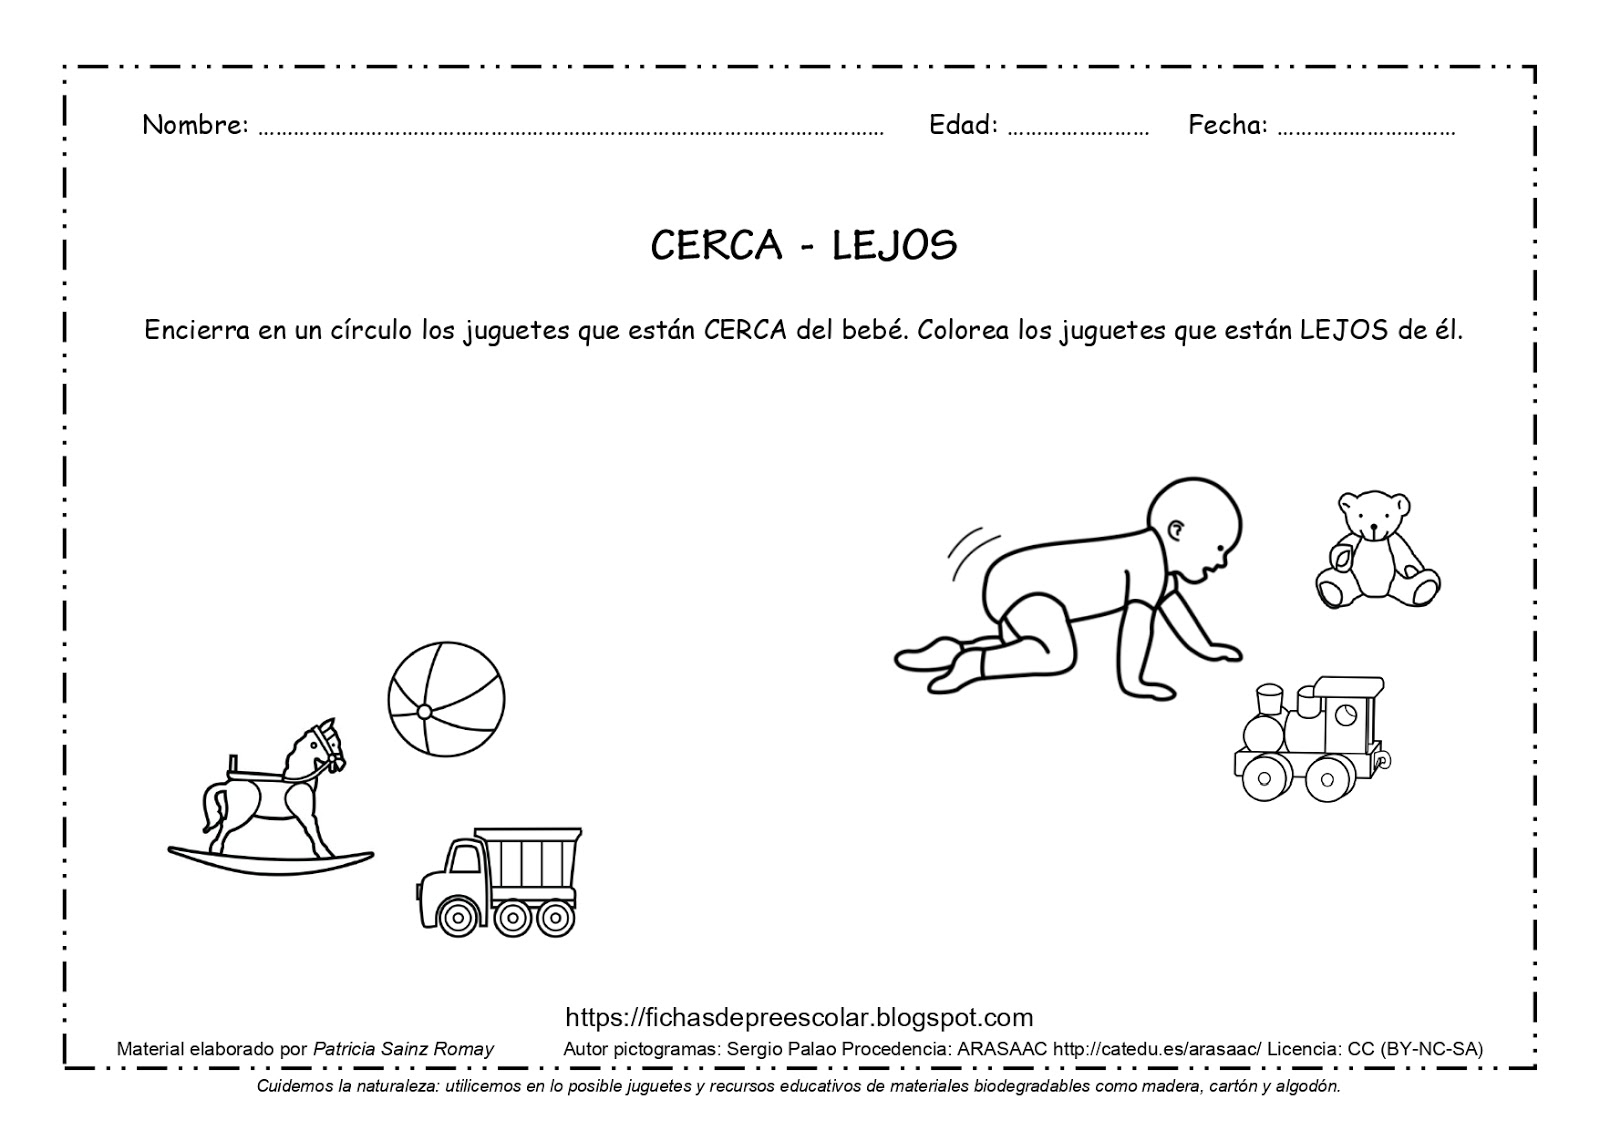 Nombre: ........................................................................................................ Edad: ........................ Fecha: ..............................
CERCA - LEJOS
Encierra en un círculo los juguetes que están CERCA del bebé. Colorea los juguetes que están LEJOS de él.
https://fichasdepreescolar.blogspot.com
Material elaborado por Patricia Sainz Romay Autor pictogramas: Sergio Palao Procedencia: ARASAAC http://catedu.es/arasaac/ Licencia: CC (BY-NC-SA)
Cuidemos la naturaleza: utilicemos en lo posible juguetes y recursos educativos de materiales biodegradables como madera, cartón y algodón.